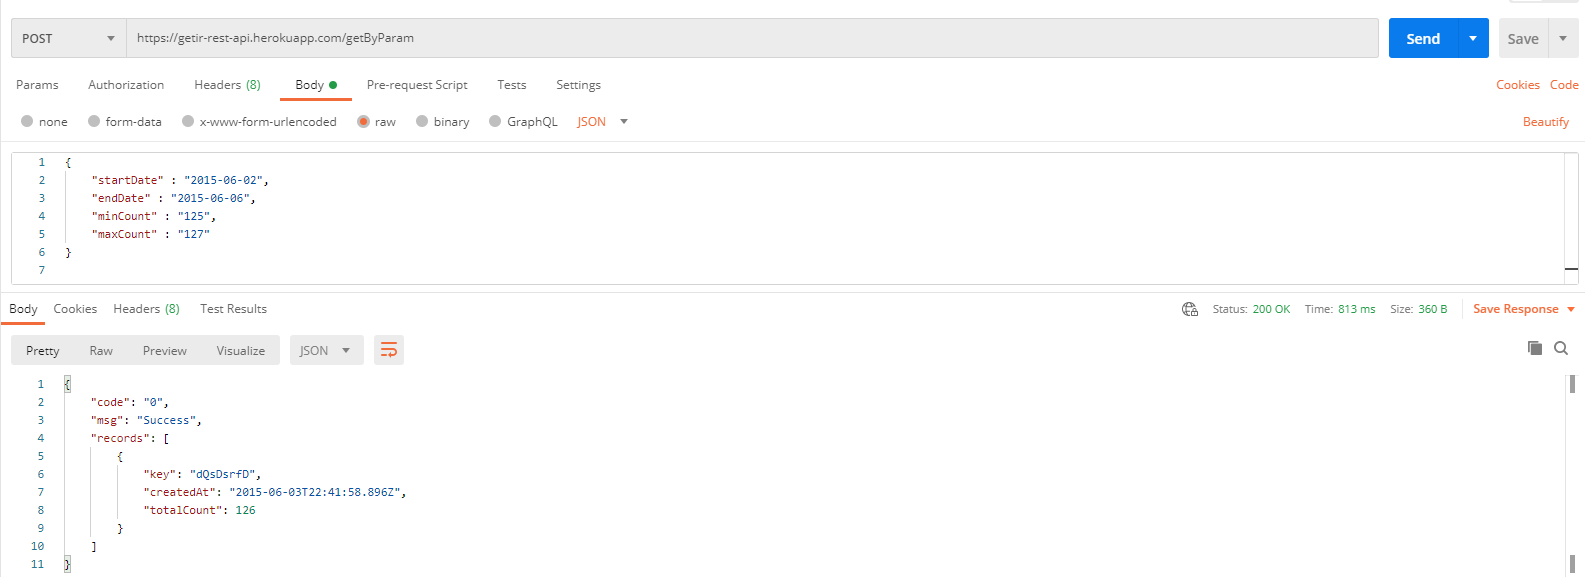 POST https://getir-rest-api.herokuapp.com/getByParam Send Save
Params Authorization Headers (8) Body Pre-request Script Tests Settings Cookies Code
none form-data x-www-form-urlencoded raw binary GraphQL JSON Beautify
1 {
2 "startDate" : "2015-06-02",
3 "endDate" : "2015-06-06",
4 "minCount" : "125",
5 "maxCount" : "127"
6 }
7
Body Cookies Headers (8) Test Results Status: 200 OK Time: 813 ms Size: 360 B Save Response
Pretty Raw Preview Visualize JSON
1 {
2 "code": "0",
3 "msg": "Success",
4 "records": [
5 {
6 "key": "dQsDsrfD",
7 "createdAt": "2015-06-03T22:41:58.896Z",
8 "totalCount": 126
9 }
10 ]
11 }